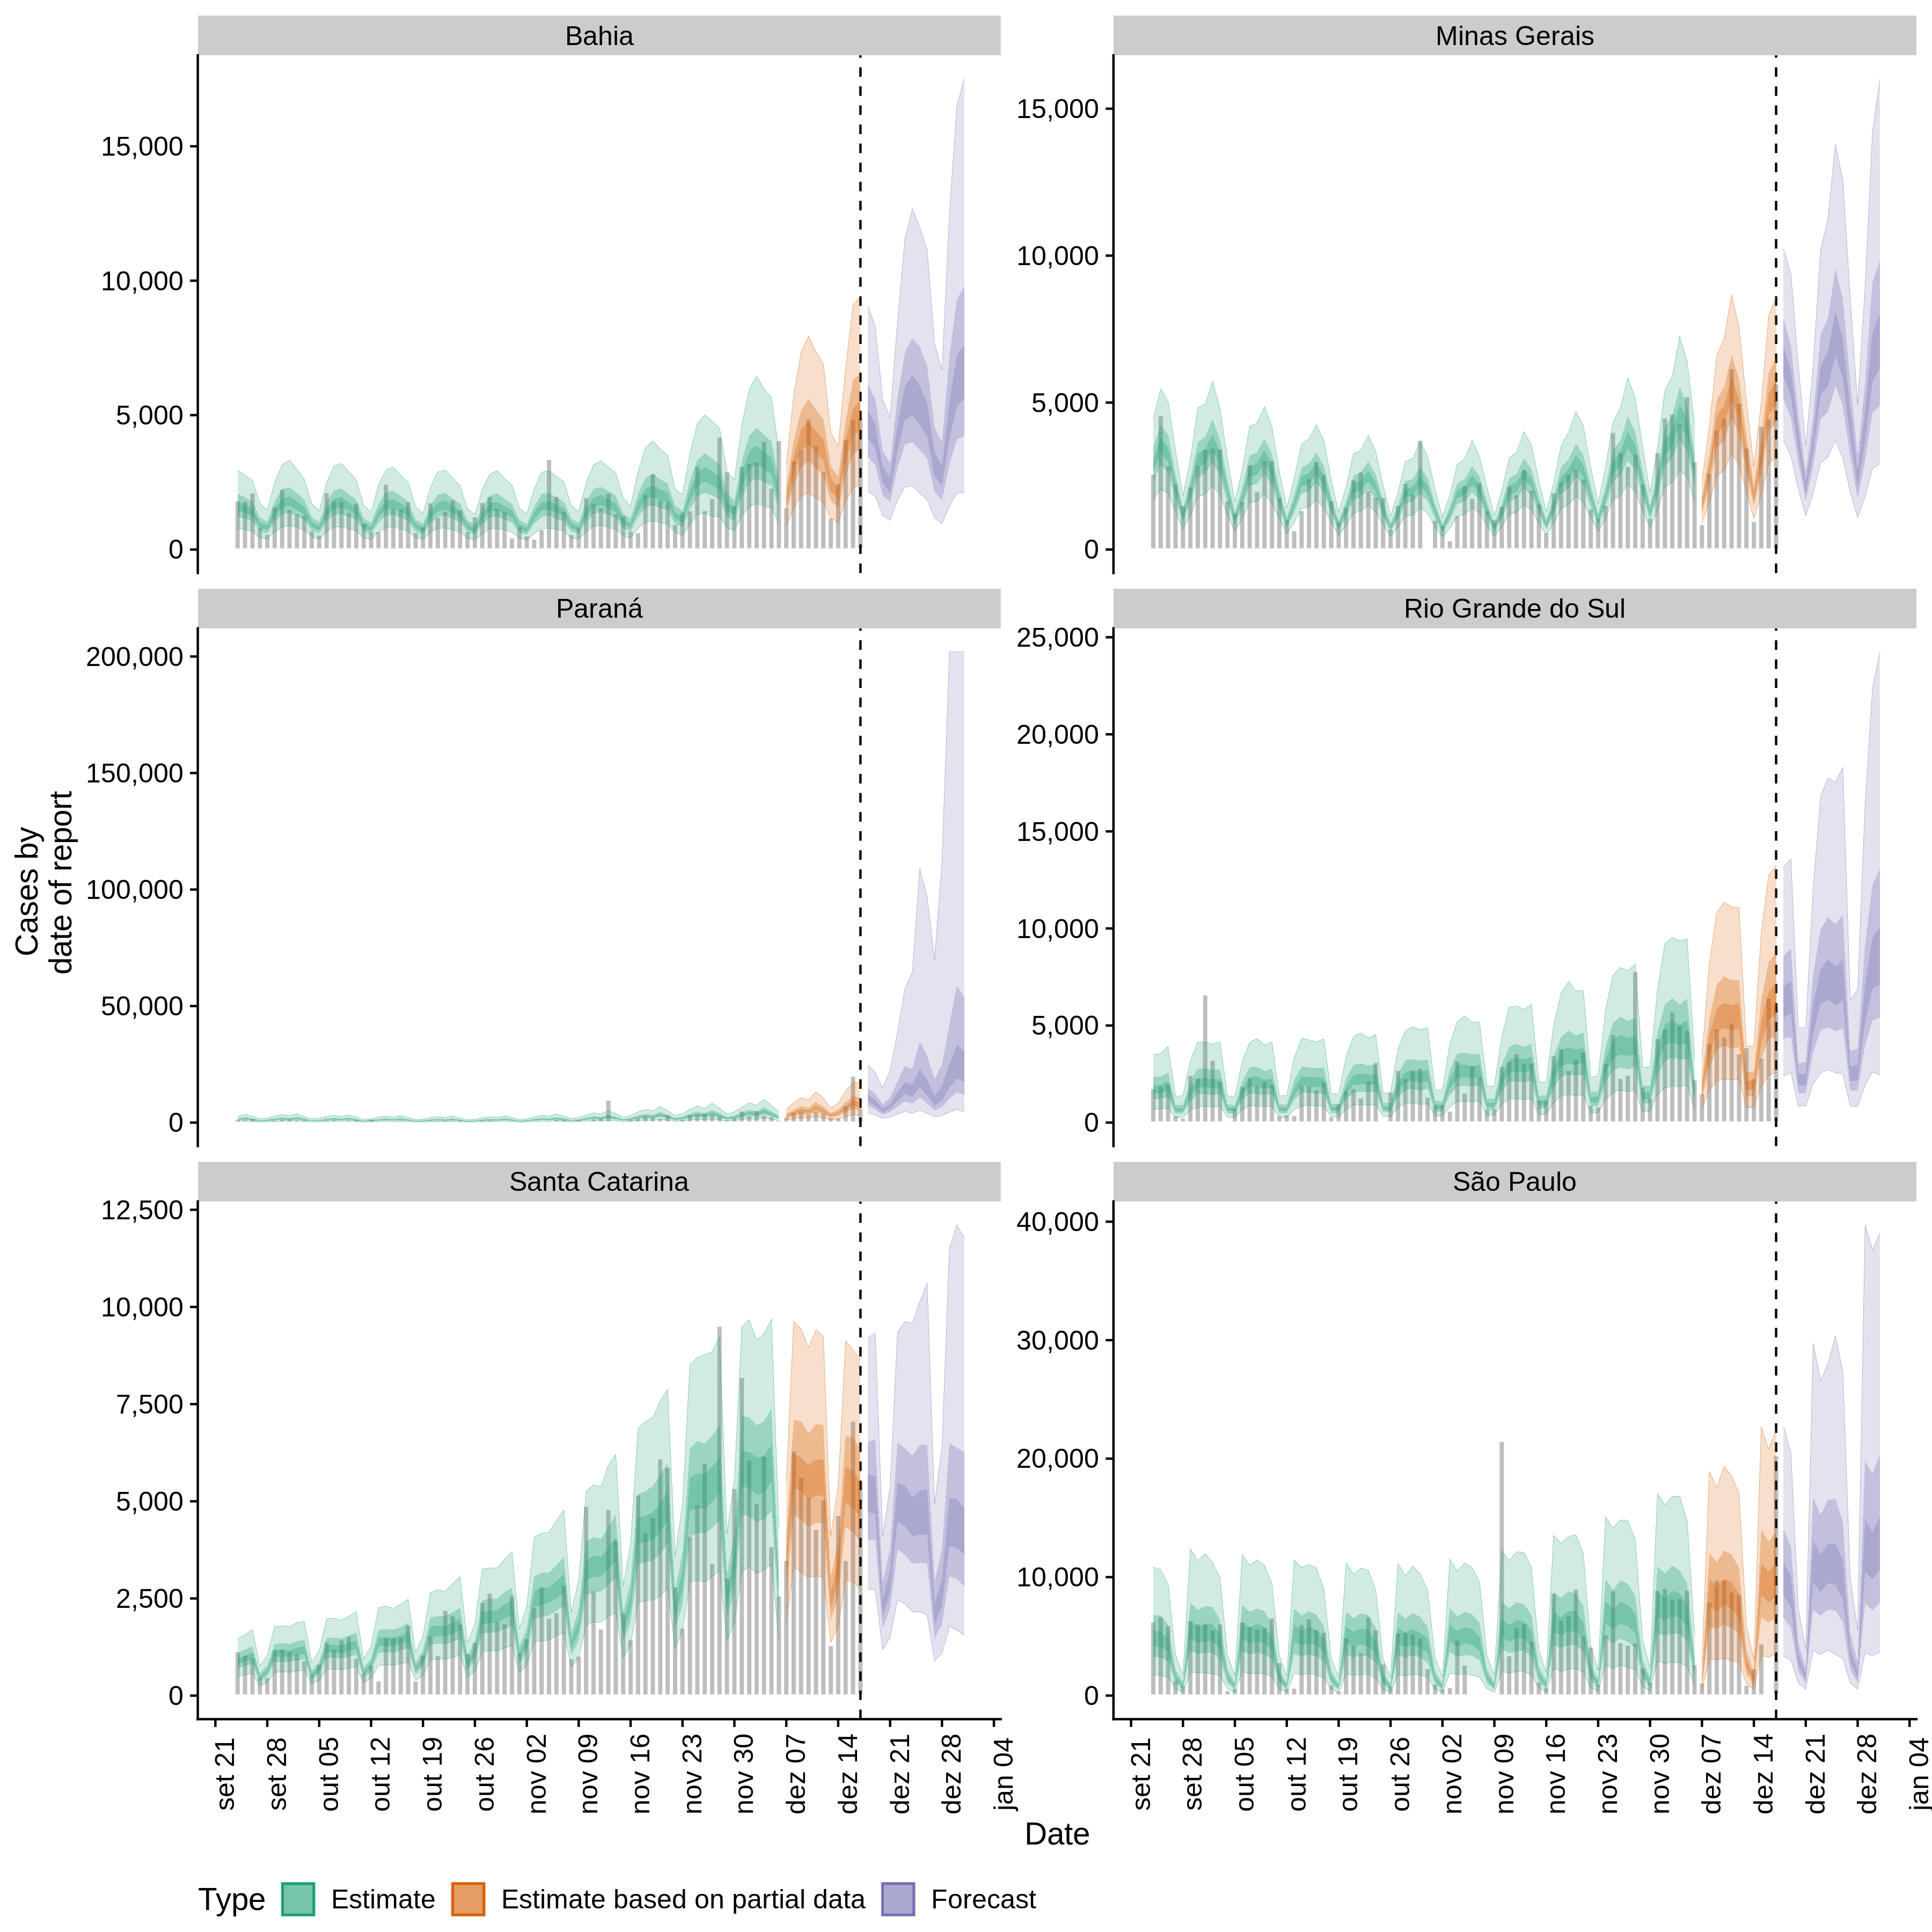 Bahia
Minas Gerais
15,000
10,000
5,000
0
15,000
10,000
5,000
0
Paraná
Rio Grande do Sul
200,000
150,000
100,000
50,000
0
25,000
20,000
15,000
10,000
5,000
0
Cases by
date of report
Santa Catarina
São Paulo
12,500
10,000
7,500
5,000
2,500
0
40,000
30,000
20,000
10,000
0
set 21
set 28
out 05
out 12
out 19
out 26
nov 02
nov 09
nov 16
nov 23
nov 30
dez 07
dez 14
dez 21
dez 28
jan 04
set 21
set 28
out 05
out 12
out 19
out 26
nov 02
nov 09
nov 16
nov 23
nov 30
dez 07
dez 14
dez 21
dez 28
jan 04
Date
Type Estimate Estimate based on partial data Forecast